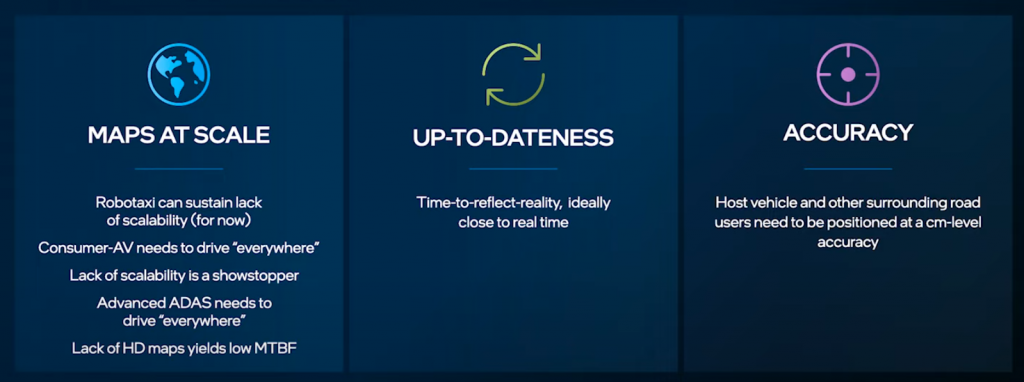 MAPS AT SCALE
Robotaxi can sustain lack
of scalability (for now)
Consumer-AV needs to drive “everywhere”
Lack of scalability is a showstopper
Advanced ADAS needs to
drive “everywhere”
Lack of HD maps yields low MTBF
UP-TO-DATENESS
Time-to-reflect-reality, ideally
close to real time
ACCURACY
Host vehicle and other surrounding road
users need to be positioned at a cm-level
accuracy